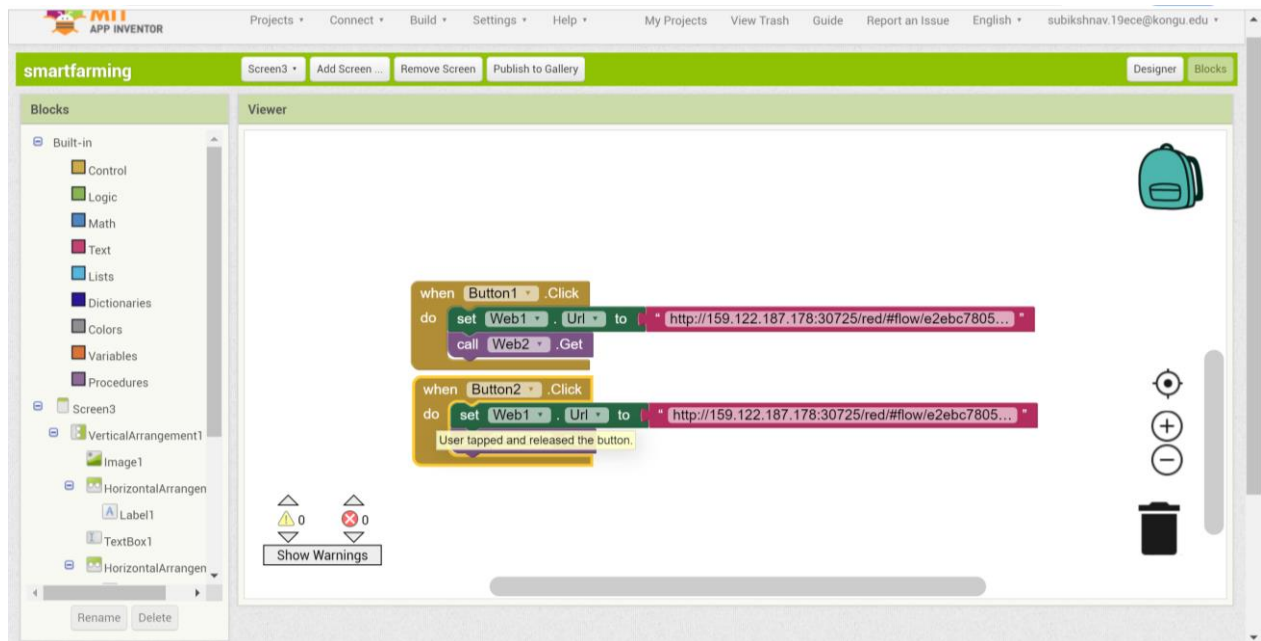 MIT
APP INVENTOR
Projects Connect Build Settings Help My Projects View Trash Guide Report an Issue English subikshnav.19ece@kongu.edu
smartfarming Screen3 Add Screen ... Remove Screen Publish to Gallery Designer Blocks
Blocks
Built-in
Control
Logic
Math
Text
Lists
Dictionaries
Colors
Variables
Procedures
Screen3
VerticalArrangement1
Image1
HorizontalArrangen
A Label1
TextBox1
HorizontalArrangen
Rename Delete
Viewer
when Button1 .Click
do set Web1 . Url to " http://159.122.187.178:30725/red/#flow/e2ebc7805... "
call Web2 .Get
when Button2 .Click
do set Web1 . Url to " http://159.122.187.178:30725/red/#flow/e2ebc7805... "
User tapped and released the button.
0 0
Show Warnings